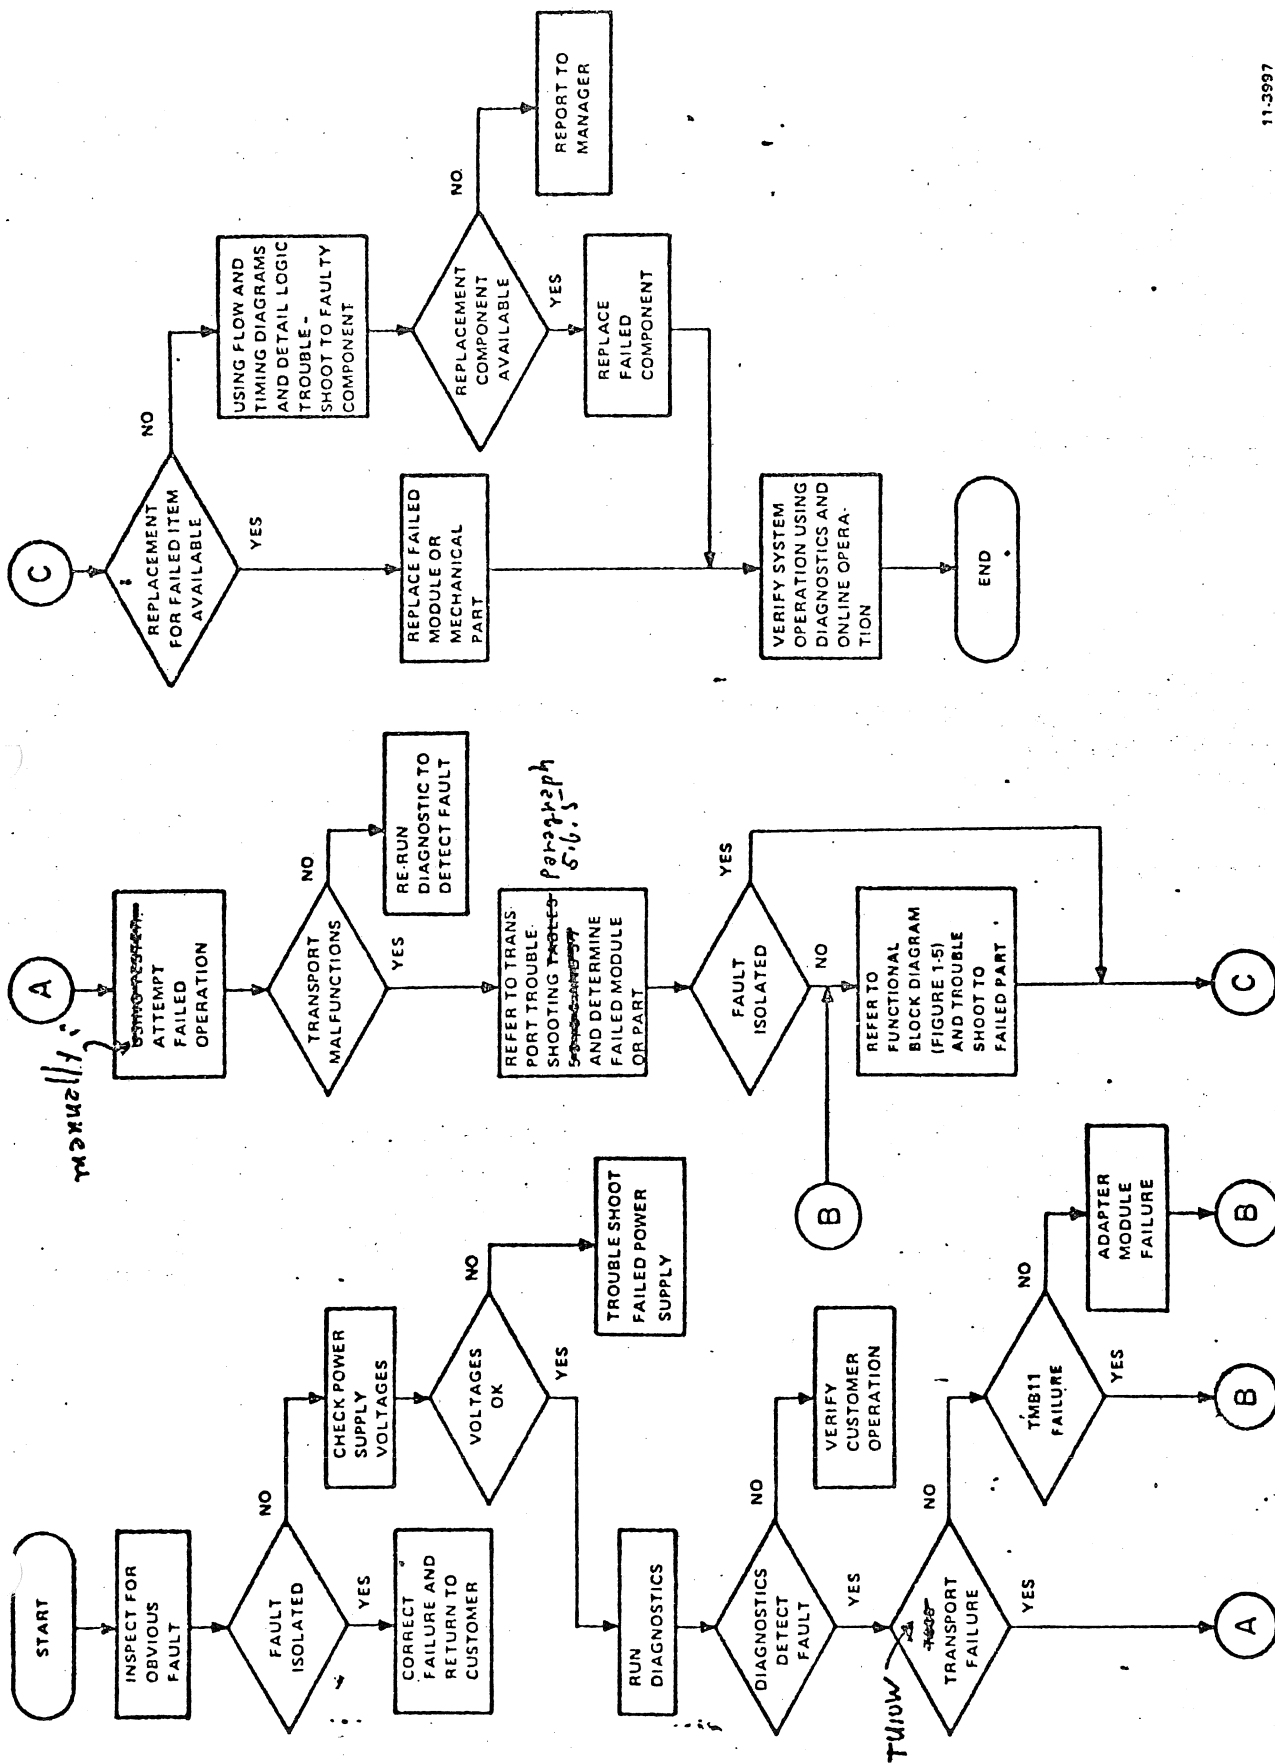 START
INSPECT FOR
OBVIOUS
FAULT
FAULT
ISOLATED
NO
YES
CORRECT
FAILURE AND
RETURN TO
CUSTOMER
CHECK POWER
SUPPLY
VOLTAGES
VOLTAGES
OK
NO
YES
TROUBLE SHOOT
FAILED POWER
SUPPLY
RUN
DIAGNOSTICS
DIAGNOSTICS
DETECT
FAULT
NO
YES
VERIFY
CUSTOMER
OPERATION
TU10W
TRANSPORT
FAILURE
NO
YES
TMB11
FAILURE
NO
YES
ADAPTER
MODULE
FAILURE
A
B
B
A
manually
ATTEMPT
FAILED
OPERATION
TRANSPORT
MALFUNCTIONS
NO
YES
RE-RUN
DIAGNOSTIC TO
DETECT FAULT
REFER TO TRANS
PORT TROUBLE-
SHOOTING TABLES
Paragraph
5.6.5
AND DETERMINE
FAILED MODULE
OR PART
FAULT
ISOLATED
YES
NO
B
REFER TO
FUNCTIONAL
BLOCK DIAGRAM
(FIGURE 1-5)
AND TROUBLE
SHOOT TO
FAILED PART
C
C
REPLACEMENT
FOR FAILED ITEM
AVAILABLE
NO
YES
USING FLOW AND
TIMING DIAGRAMS
AND DETAIL LOGIC
TROUBLE-
SHOOT TO FAULTY
COMPONENT
REPLACE FAILED
MODULE OR
MECHANICAL
PART
REPLACEMENT
COMPONENT
AVAILABLE
NO
YES
REPORT TO
MANAGER
REPLACE
FAILED
COMPONENT
VERIFY SYSTEM
OPERATION USING
DIAGNOSTICS AND
ONLINE OPERA-
TION
END
11-3997